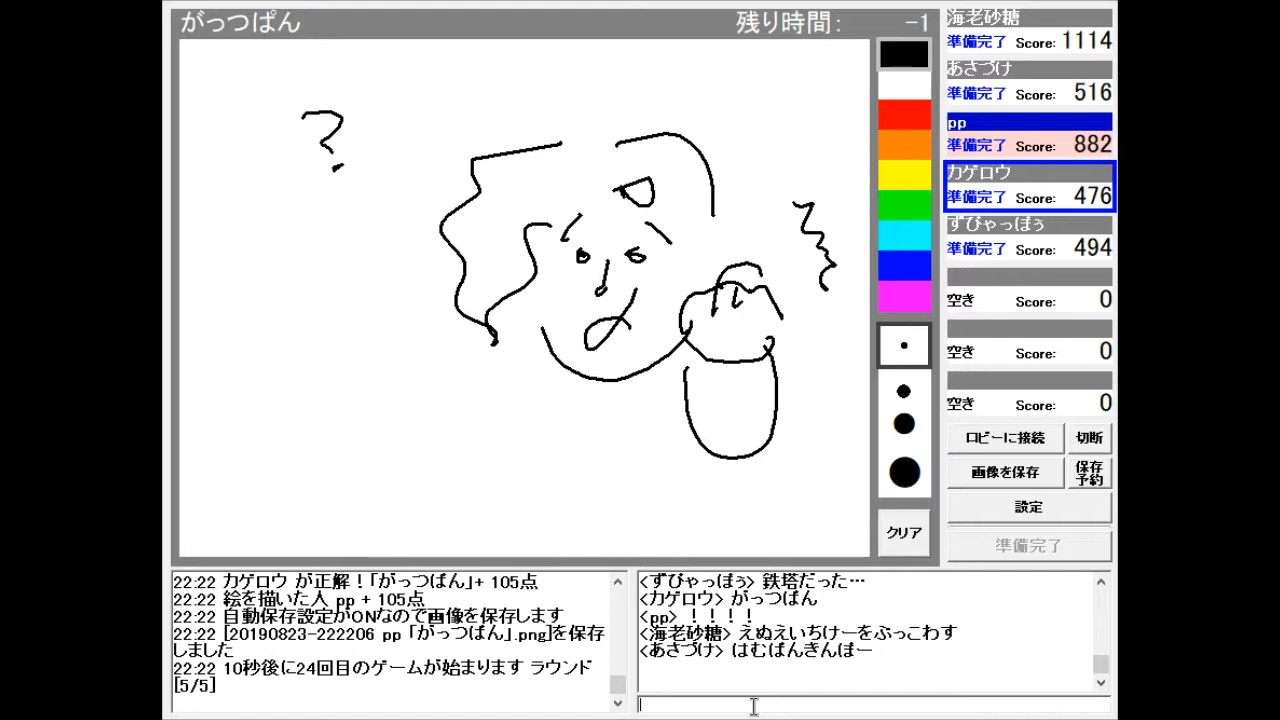 がっつぱん
残り時間: -1
?
海老砂糖
準備完了 Score: 1114
あさづけ
準備完了 Score: 516
pp
準備完了 Score: 882
カゲロウ
準備完了 Score: 476
ずびゃっぽぅ
準備完了 Score: 494
空き Score: 0
空き Score: 0
空き Score: 0
ロビーに接続 切断
画像を保存 保存予約
設定
クリア
準備完了
22:22 カゲロウ が正解!「がっつぱん」+ 105点
22:22 絵を描いた人 pp + 105点
22:22 自動保存設定がONなので画像を保存します
22:22 [20190823-222206 pp 「がっつぱん」.png]を保存
しました
22:22 10秒後に24回目のゲームが始まります ラウンド
[5/5]
<ずびゃっぽぅ> 鉄塔だった…
<カゲロウ> がっつぱん
<pp> !!!!
<海老砂糖> えぬえいちけーをぶっこわす
<あさづけ> はむぱんきんほー